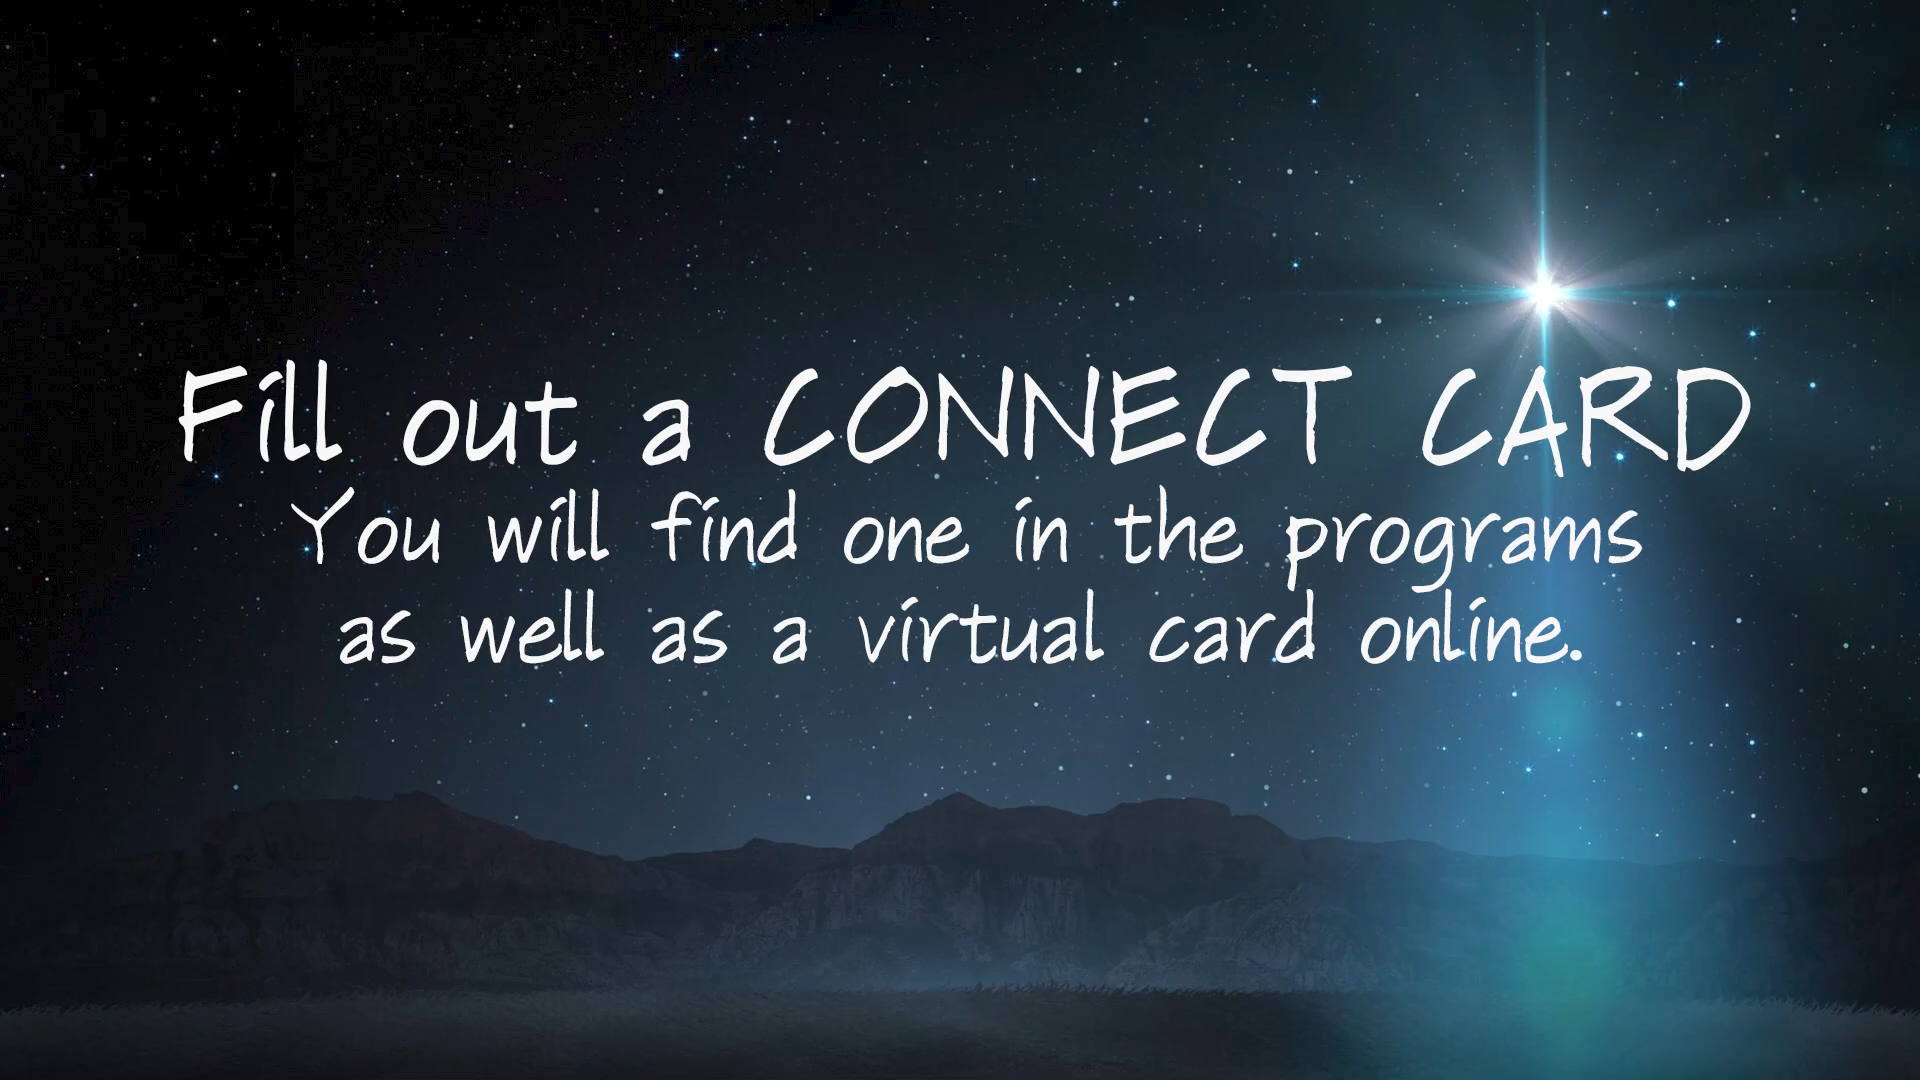 Fill out a CONNECT CARD
You will find one in the programs
as well as a virtual card online.